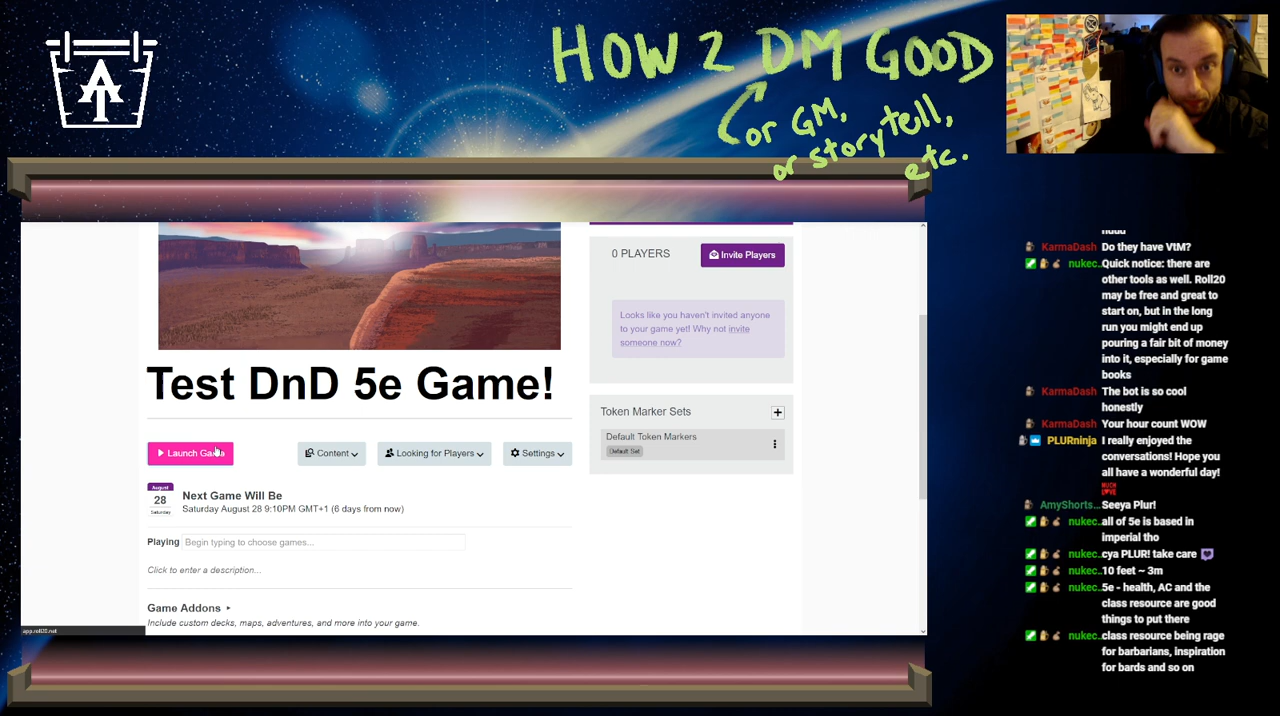 HOW 2 DM GOOD
or GM,
or storytell,
etc.
AT
0 PLAYERS
Invite Players
Looks like you haven't invited anyone
to your game yet! Why not invite
someone now?
Test DnD 5e Game!
Token Marker Sets
+
Default Token Markers
Default Set
Launch
Content
Looking for Players
Settings
August
28
Saturday
Next Game Will Be
Saturday August 28 9:10PM GMT+1 (6 days from now)
Playing Begin typing to choose games...
Click to enter a description...
Game Addons
Include custom decks, maps, adventures, and more into your game.
app.roll20.net
KarmaDash Do they have VtM?
nukec.. Quick notice: there are
other tools as well. Roll20
may be free and great to
start on, but in the long
run you might end up
pouring a fair bit of money
into it, especially for game
books
KarmaDash The bot is so cool
honestly
KarmaDash Your hour count WOW
PLURninja I really enjoyed the
conversations! Hope you
all have a wonderful day!
AmyShorts... Seeya Plur!
nukec.. all of 5e is based in
imperial tho
nukec.. cya PLUR! take care
nukec.. 10 feet ~ 3m
nukec.. 5e - health, AC and the
class resource are good
things to put there
nukec.. class resource being rage
for barbarians, inspiration
for bards and so on